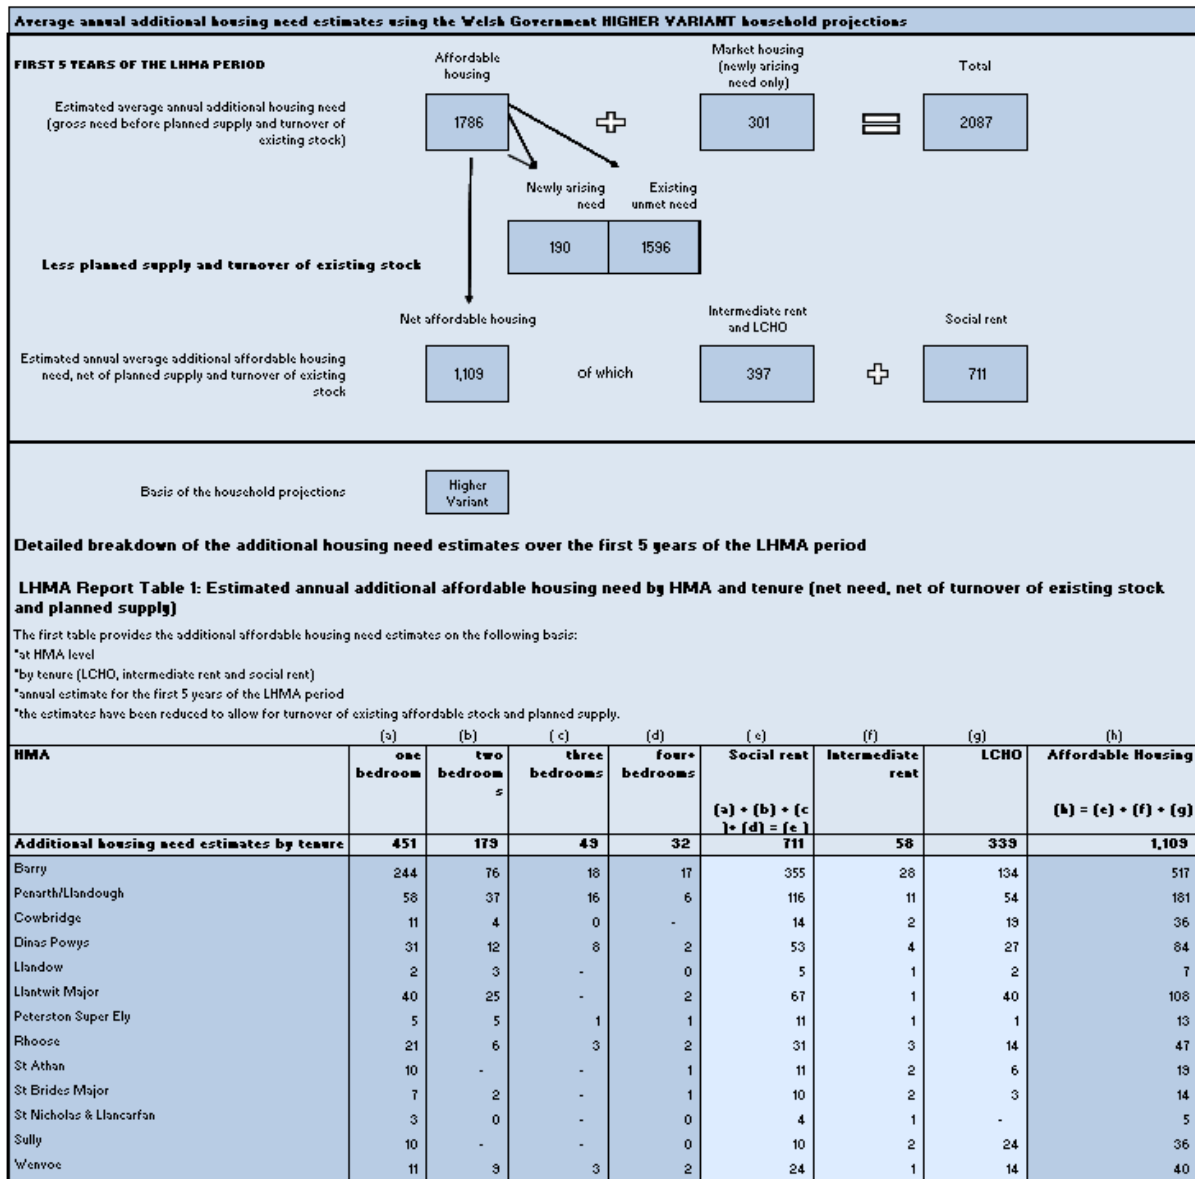 Average annual additional housing need estimates using the Welsh Government HIGHER VARIANT household projections
FIRST 5 YEARS OF THE LHMA PERIOD
Affordable
housing
Market housing
(newly arising
need only)
Total
Estimated average annual additional housing need
(gross need before planned supply and turnover of
existing stock)
1786
301
2087
Newly arising
need
Existing
unmet need
190
1596
Less planned supply and turnover of existing stock
Net affordable housing
Intermediate rent
and LCHO
Social rent
Estimated annual average additional affordable housing
need, net of planned supply and turnover of existing
stock
1,109
of which
397
711
Basis of the household projections
Higher
Variant
Detailed breakdown of the additional housing need estimates over the first 5 years of the LHMA period
LHMA Report Table 1: Estimated annual additional affordable housing need by HMA and tenure (net need, net of turnover of existing stock
and planned supply)
The first table provides the additional affordable housing need estimates on the following basis:
*at HMA level
*by tenure (LCHO, intermediate rent and social rent)
*annual estimate for the first 5 years of the LHMA period
*the estimates have been reduced to allow for turnover of existing affordable stock and planned supply.
(a) (b) (c) (d) (e) (f) (g) (h)
HMA one two three four+ Social rent Intermediate LCHO Affordable Housing
bedroom bedroom bedrooms bedrooms rent
s
(a) + (b) + (c (h) = (e) + (f) + (g)
)+ (d) = (e )
Additional housing need estimates by tenure 451 179 49 32 711 58 339 1,109
Barry 244 76 18 17 355 28 134 517
Penarth/Llandough 58 37 16 6 116 11 54 181
Cowbridge 11 4 0 - 14 2 19 36
Dinas Powys 31 12 8 2 53 4 27 84
Llandow 2 3 - 0 5 1 2 7
Llantwit Major 40 25 - 2 67 1 40 108
Peterston Super Ely 5 5 1 1 11 1 1 13
Rhoose 21 6 3 2 31 3 14 47
St Athan 10 - - 1 11 2 6 19
St Brides Major 7 2 - 1 10 2 3 14
St Nicholas & Llancarfan 3 0 - 0 4 1 - 5
Sully 10 - - 0 10 2 24 36
Wenvoe 11 9 3 2 24 1 14 40